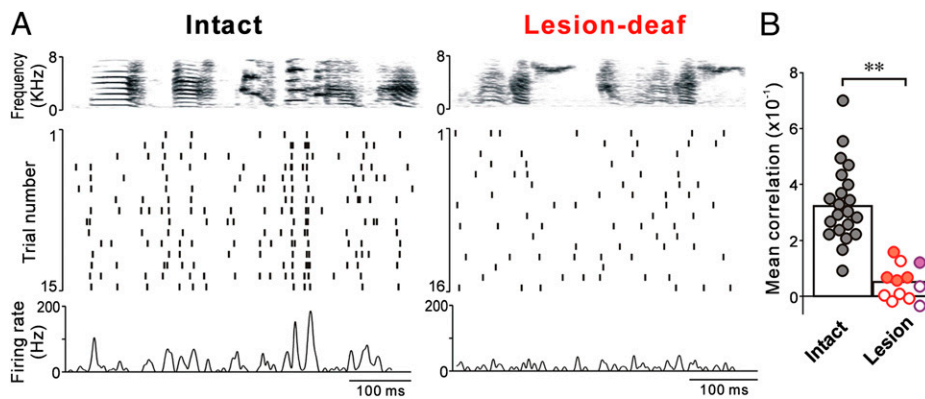 A
Intact
Lesion-deaf
B
Frequency
(KHz)
8
0
8
0
Trial number
1
15
1
16
Firing rate
(Hz)
200
0
200
0
100 ms
100 ms
**
Mean correlation (x10⁻¹)
8
6
4
2
0
Intact
Lesion